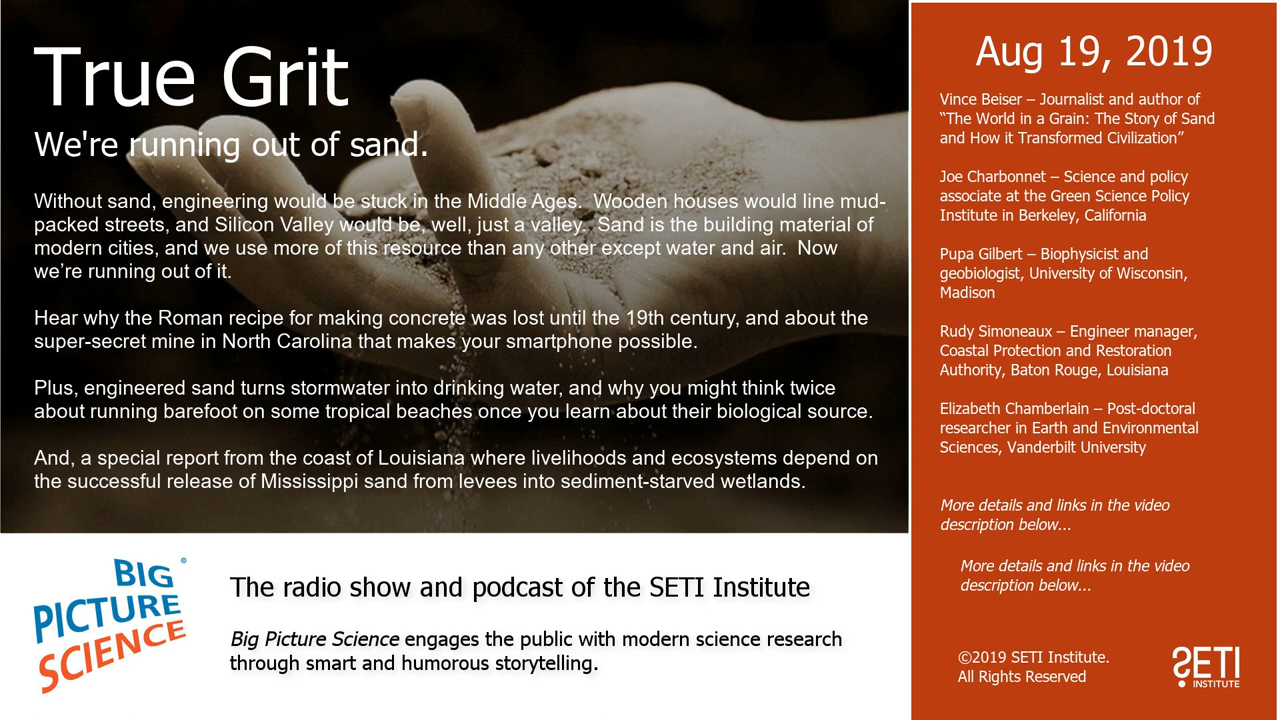 True Grit
We're running out of sand.
Without sand, engineering would be stuck in the Middle Ages.  Wooden houses would line mud-
packed streets, and Silicon Valley would be, well, just a valley.  Sand is the building material of
modern cities, and we use more of this resource than any other except water and air.  Now
we’re running out of it.
Hear why the Roman recipe for making concrete was lost until the 19th century, and about the
super-secret mine in North Carolina that makes your smartphone possible.
Plus, engineered sand turns stormwater into drinking water, and why you might think twice
about running barefoot on some tropical beaches once you learn about their biological source.
And, a special report from the coast of Louisiana where livelihoods and ecosystems depend on
the successful release of Mississippi sand from levees into sediment-starved wetlands.
BIG ®
PICTURE
SCIENCE
The radio show and podcast of the SETI Institute
Big Picture Science engages the public with modern science research
through smart and humorous storytelling.
Aug 19, 2019
Vince Beiser – Journalist and author of
“The World in a Grain: The Story of Sand
and How it Transformed Civilization”
Joe Charbonnet – Science and policy
associate at the Green Science Policy
Institute in Berkeley, California
Pupa Gilbert – Biophysicist and
geobiologist, University of Wisconsin,
Madison
Rudy Simoneaux – Engineer manager,
Coastal Protection and Restoration
Authority, Baton Rouge, Louisiana
Elizabeth Chamberlain – Post-doctoral
researcher in Earth and Environmental
Sciences, Vanderbilt University
More details and links in the video
description below...
More details and links in the video
description below...
©2019 SETI Institute.
All Rights Reserved
SETI
INSTITUTE